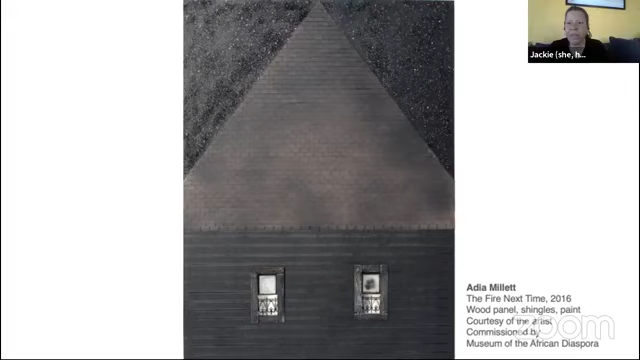 Jackie (she, h...
Adia Millett
The Fire Next Time, 2016
Wood panel, shingles, paint
Courtesy of the artist
Commissioned by
Museum of the African Diaspora
zoom